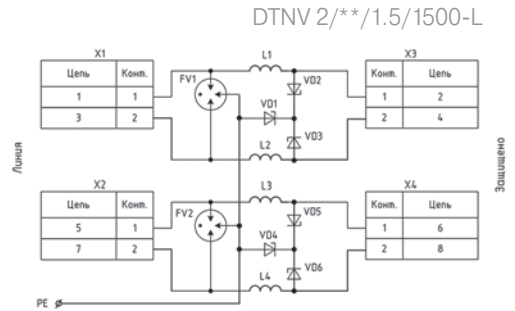 DTNV 2/**/1.5/1500-L
X1
Цепь Конт.
1 1
3 2
FV1
L1
VD2
VD1
VD3
L2
X3
Конт. Цепь
1 2
2 4
Линия
Защищено
X2
Цепь Конт.
5 1
7 2
FV2
L3
VD5
VD4
VD6
L4
X4
Конт. Цепь
1 6
2 8
PE